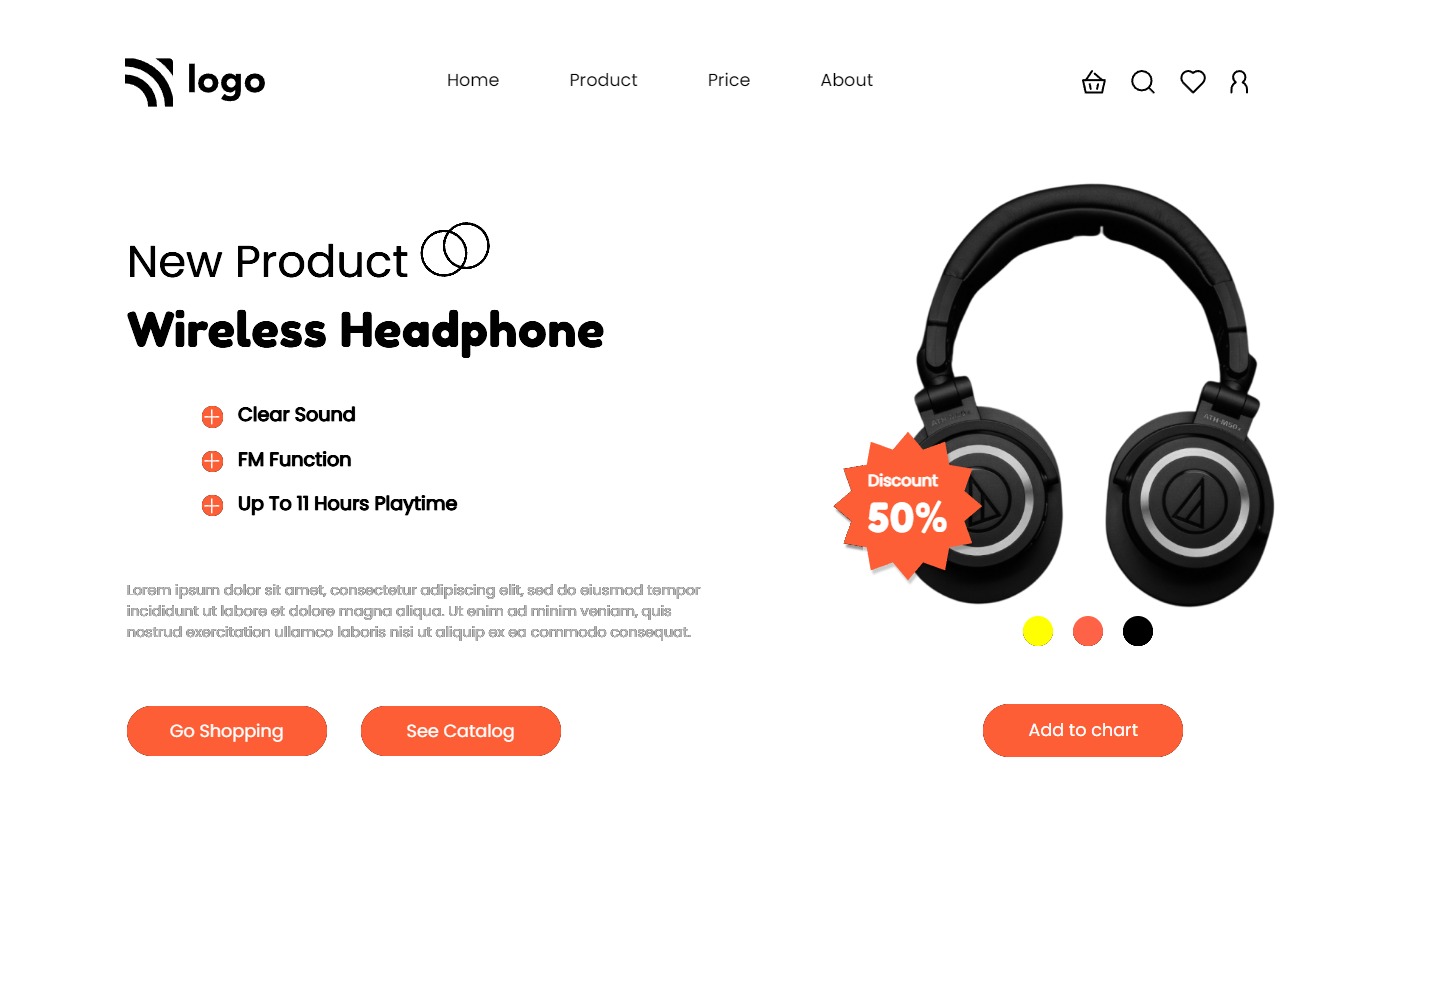 logo
Home
Product
Price
About
New Product
Wireless Headphone
Clear Sound
FM Function
Up To 11 Hours Playtime
Lorem ipsum dolor sit amet, consectetur adipiscing elit, sed do eiusmod tempor
incididunt ut labore et dolore magna aliqua. Ut enim ad minim veniam, quis
nostrud exercitation ullamco laboris nisi ut aliquip ex ea commodo consequat.
Go Shopping
See Catalog
ATH-M50x
Discount
50%
Add to chart